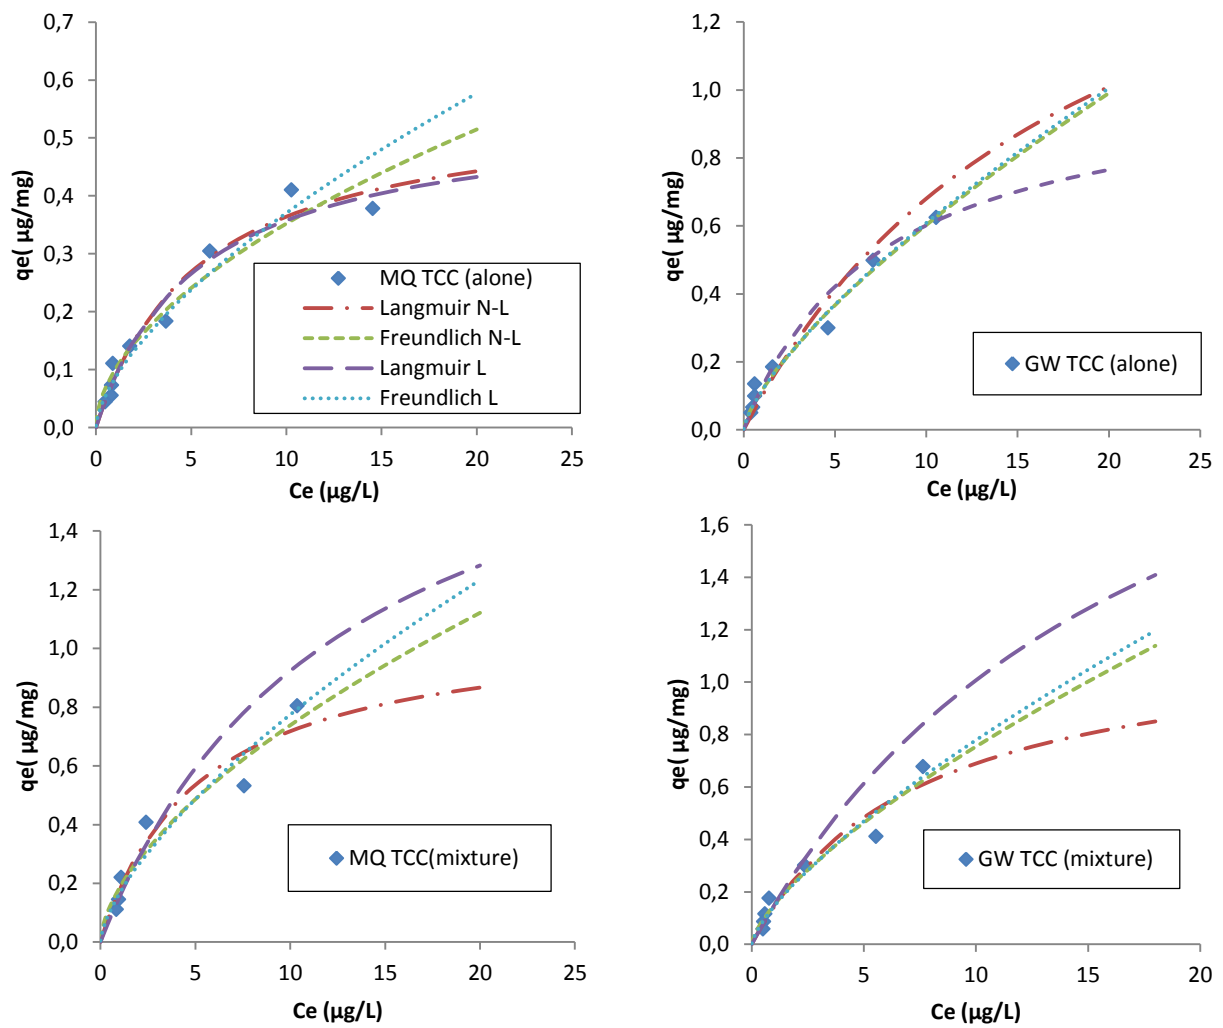 0,7
0,6
0,5
0,4
0,3
0,2
0,1
0,0
qe( µg/mg)
MQ TCC (alone)
Langmuir N-L
Freundlich N-L
Langmuir L
Freundlich L
0 5 10 15 20 25
Ce (µg/L)
1,2
1,0
0,8
0,6
0,4
0,2
0,0
qe( µg/mg)
GW TCC (alone)
0 5 10 15 20 25
Ce (µg/L)
1,4
1,2
1,0
0,8
0,6
0,4
0,2
0,0
qe( µg/mg)
MQ TCC(mixture)
0 5 10 15 20 25
Ce (µg/L)
1,6
1,4
1,2
1,0
0,8
0,6
0,4
0,2
0,0
qe( µg/mg)
GW TCC (mixture)
0 5 10 15 20
Ce (µg/L)